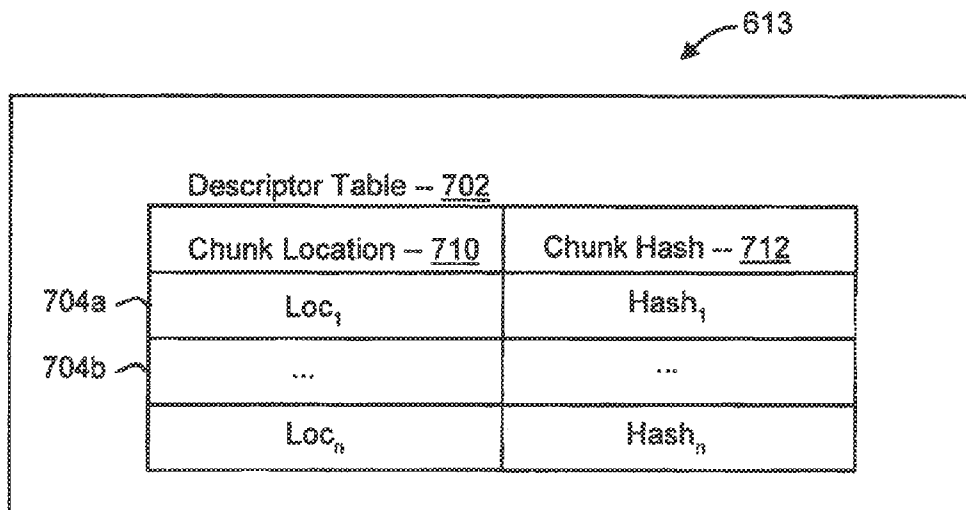 613
Descriptor Table -- 702
Chunk Location -- 710 Chunk Hash -- 712
704a Loc₁ Hash₁
704b ... ...
Locₙ Hashₙ